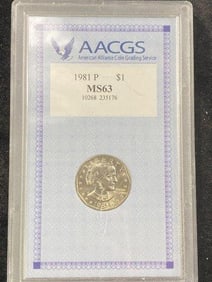 AACGS
American Alliance Coin Grading Service
1981 P $1
MS63
10268 235176